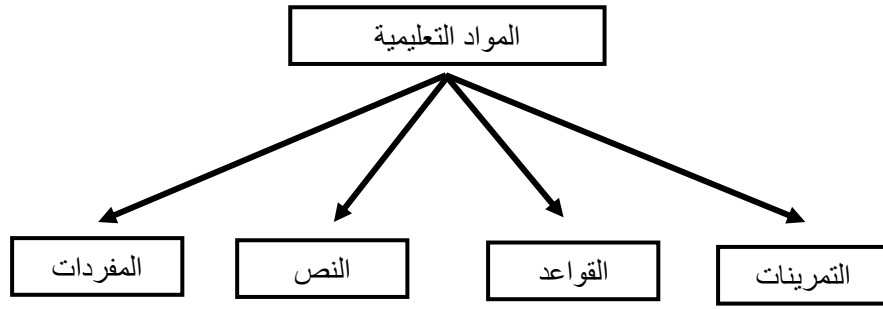 المواد التعليمية
التمرينات
القواعد
النص
المفردات